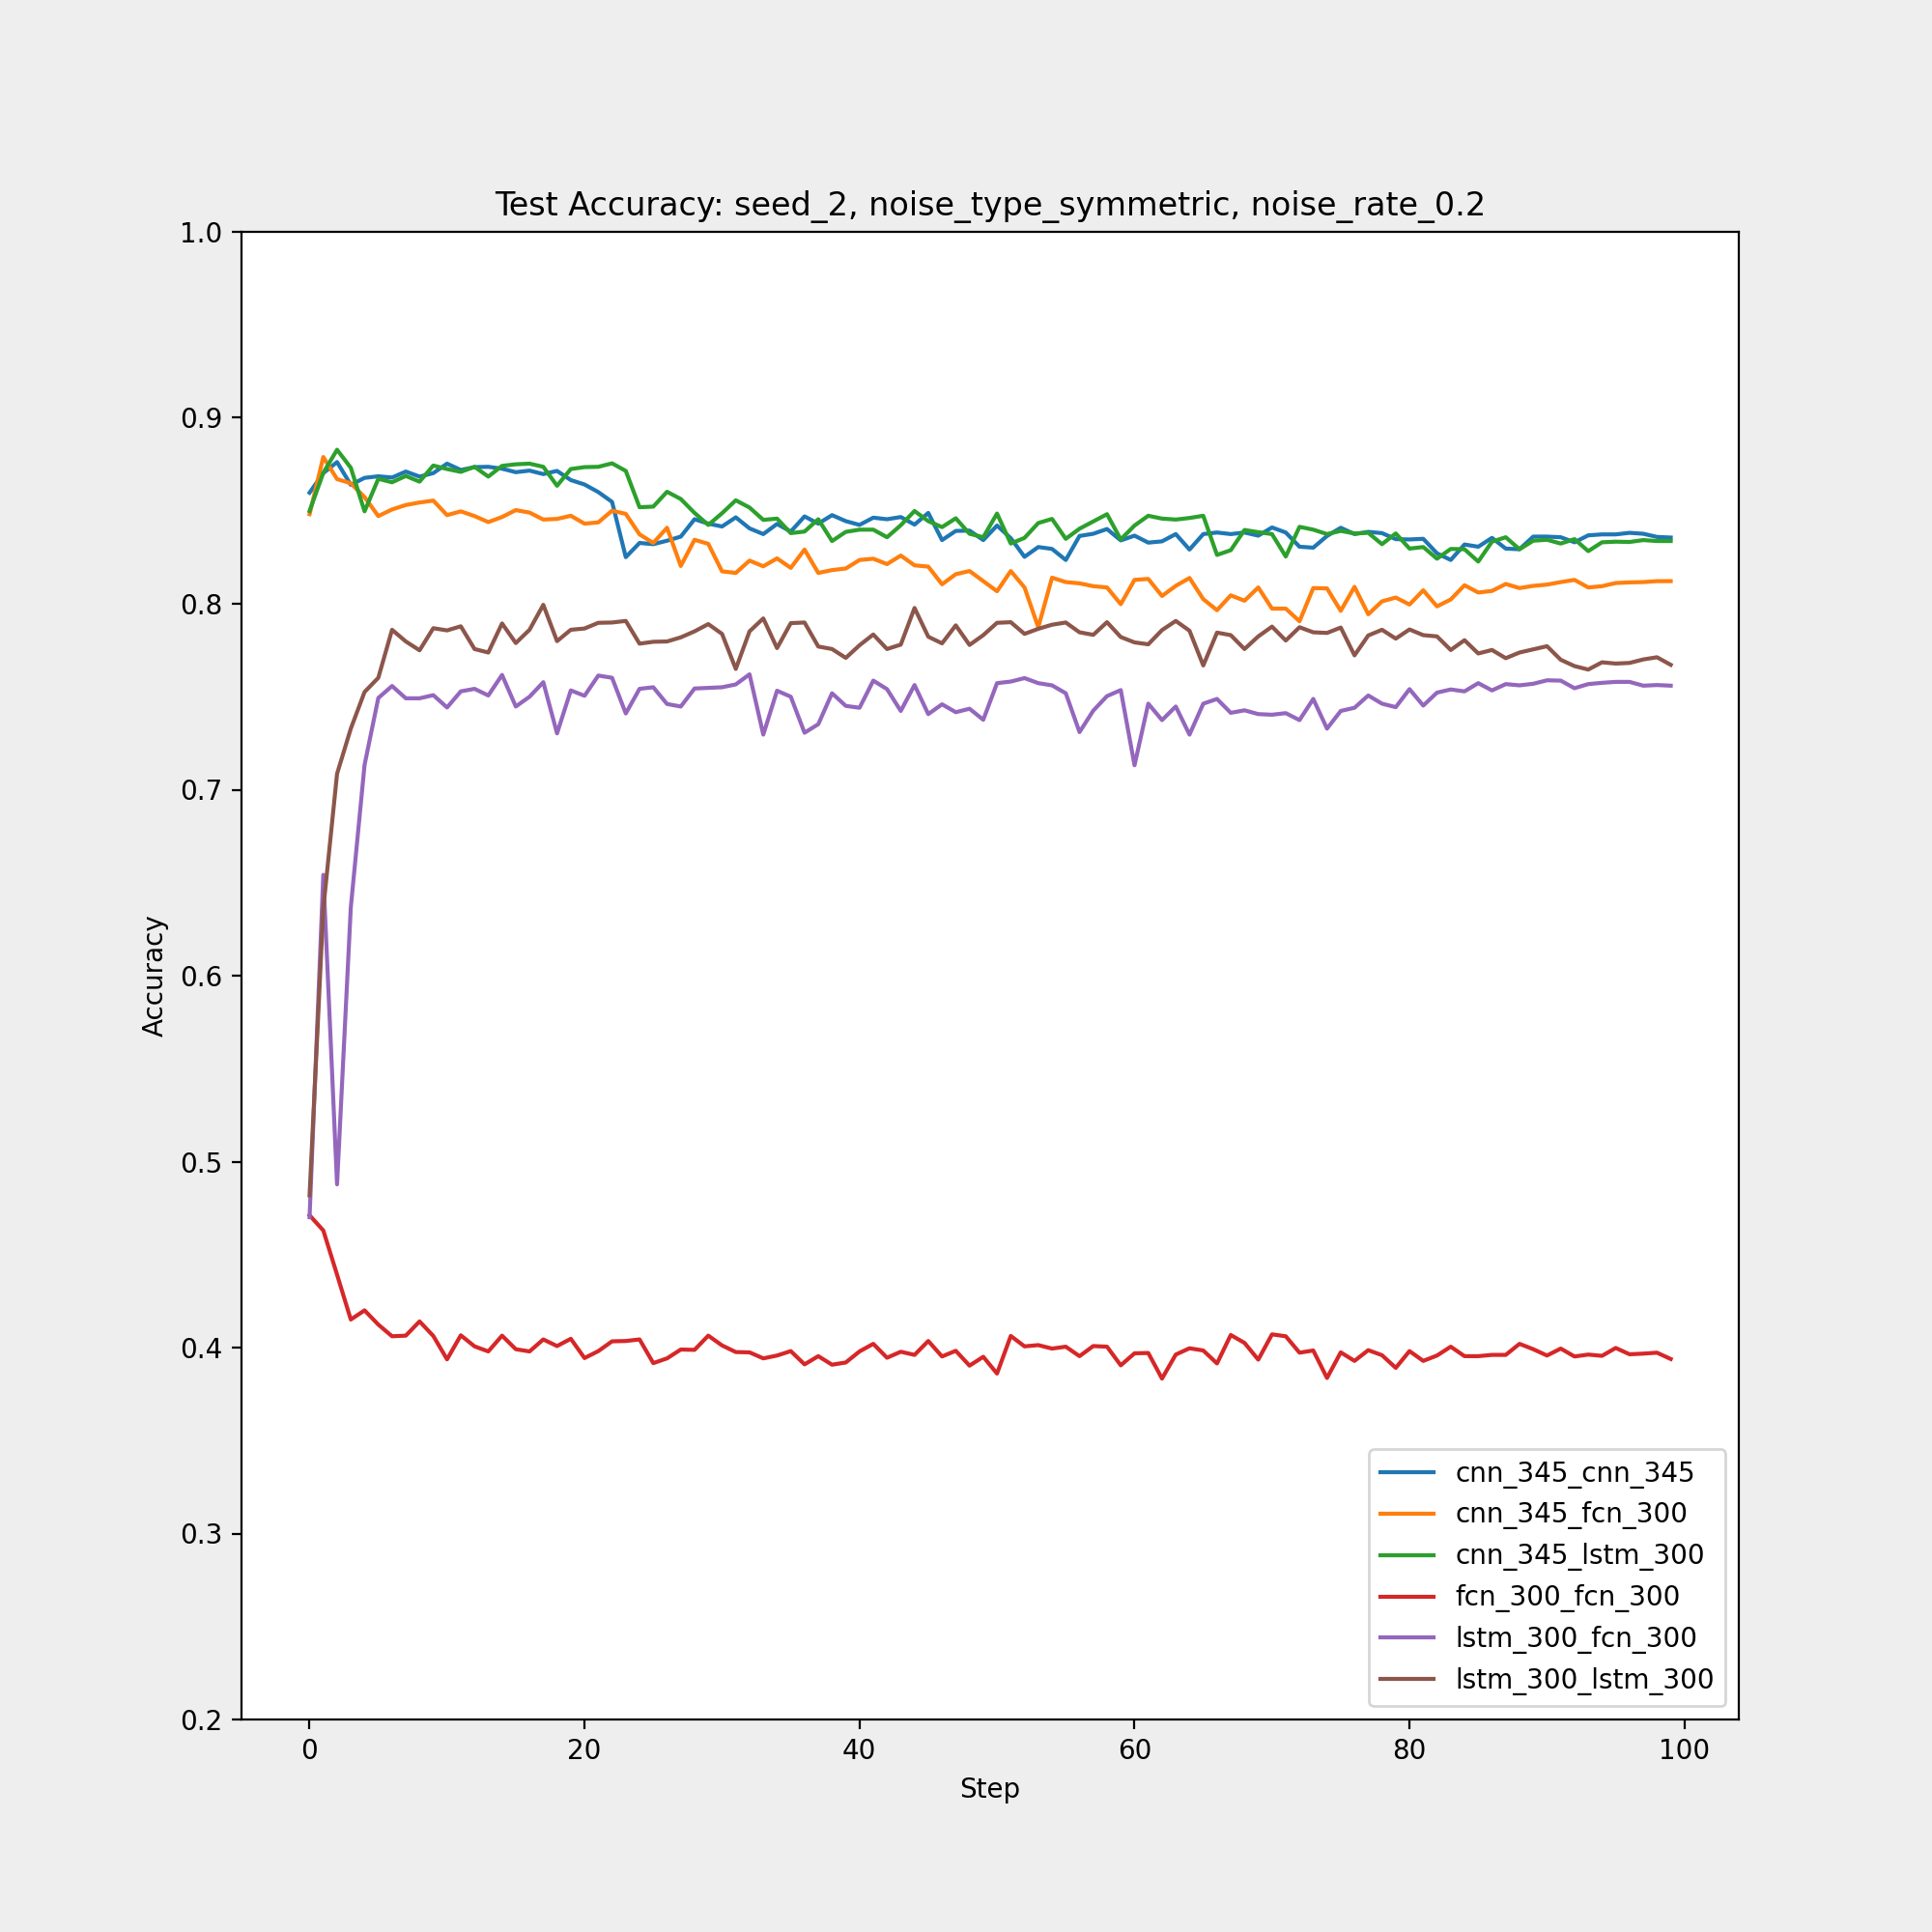 Test Accuracy: seed_2, noise_type_symmetric, noise_rate_0.2
1.0
0.9
0.8
0.7
0.6
0.5
0.4
0.3
0.2
Accuracy
0 20 40 60 80 100
Step
cnn_345_cnn_345
cnn_345_fcn_300
cnn_345_lstm_300
fcn_300_fcn_300
lstm_300_fcn_300
lstm_300_lstm_300